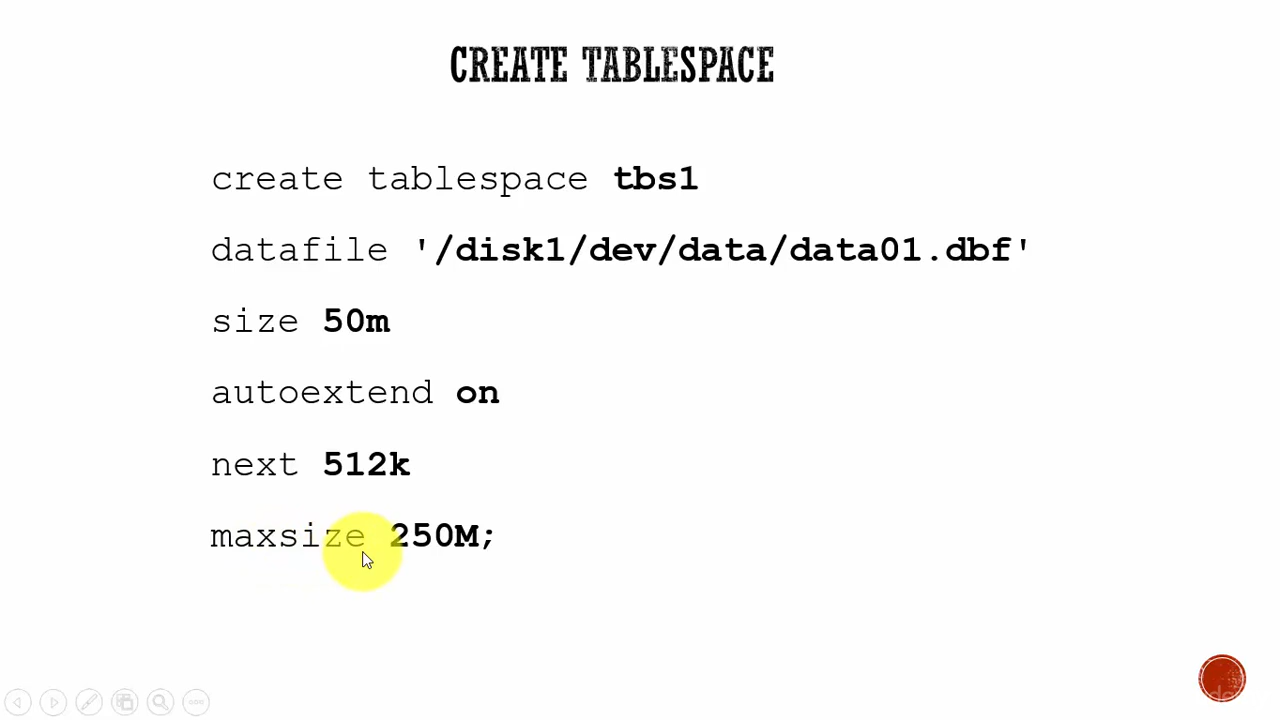 CREATE TABLESPACE
create tablespace tbs1
datafile '/disk1/dev/data/data01.dbf'
size 50m
autoextend on
next 512k
maxsize 250M;